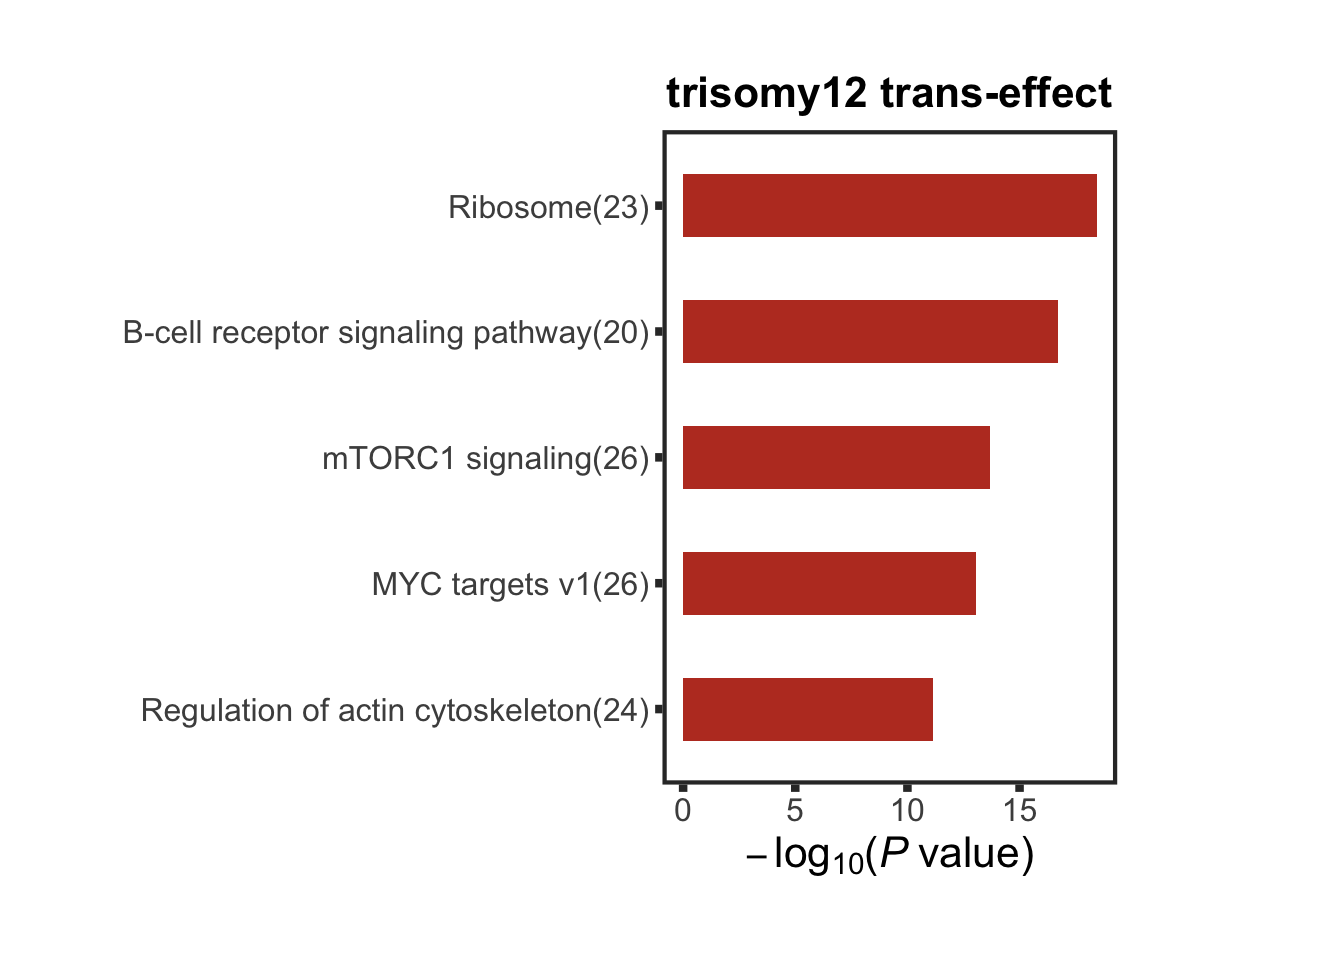 trisomy12 trans-effect
Ribosome(23)
B-cell receptor signaling pathway(20)
mTORC1 signaling(26)
MYC targets v1(26)
Regulation of actin cytoskeleton(24)
0 5 10 15
−log₁₀(P value)